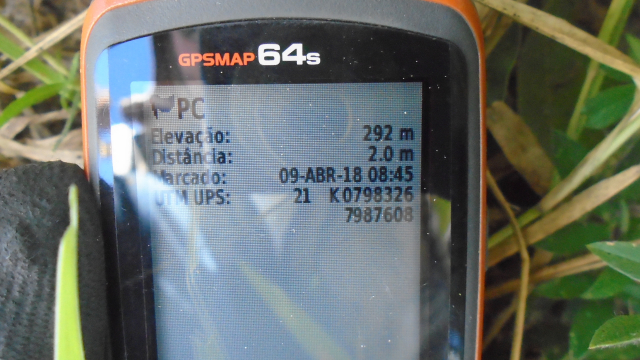 GPSMAP 64s
PC
Elevação: 292 m
Distância: 2.0 m
Marcado: 09-ABR-18 08:45
UTM UPS: 21 K 0798326
7987608